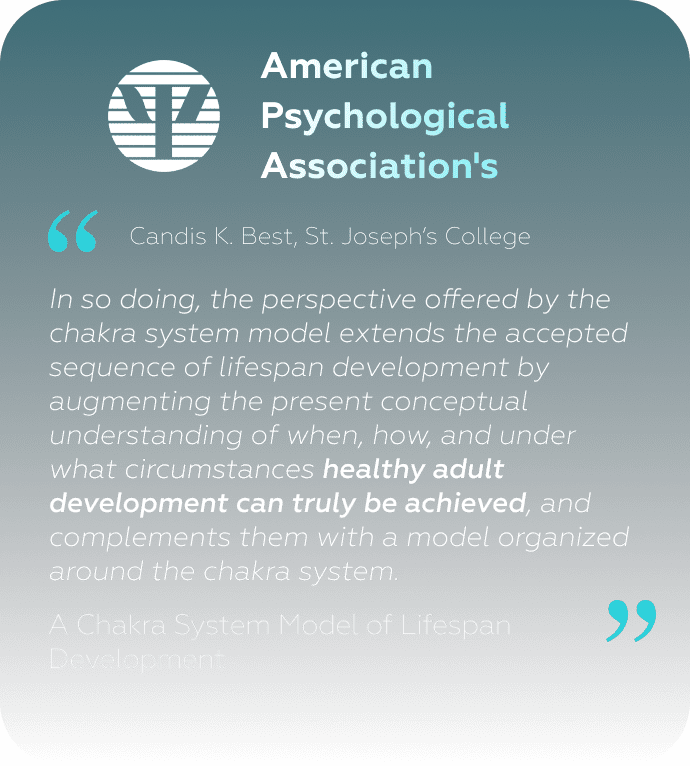 American
Psychological
Association's
“
Candis K. Best, St. Joseph’s College
In so doing, the perspective offered by the
chakra system model extends the accepted
sequence of lifespan development by
augmenting the present conceptual
understanding of when, how, and under
what circumstances healthy adult
development can truly be achieved, and
complements them with a model organized
around the chakra system.
A Chakra System Model of Lifespan
Development
”